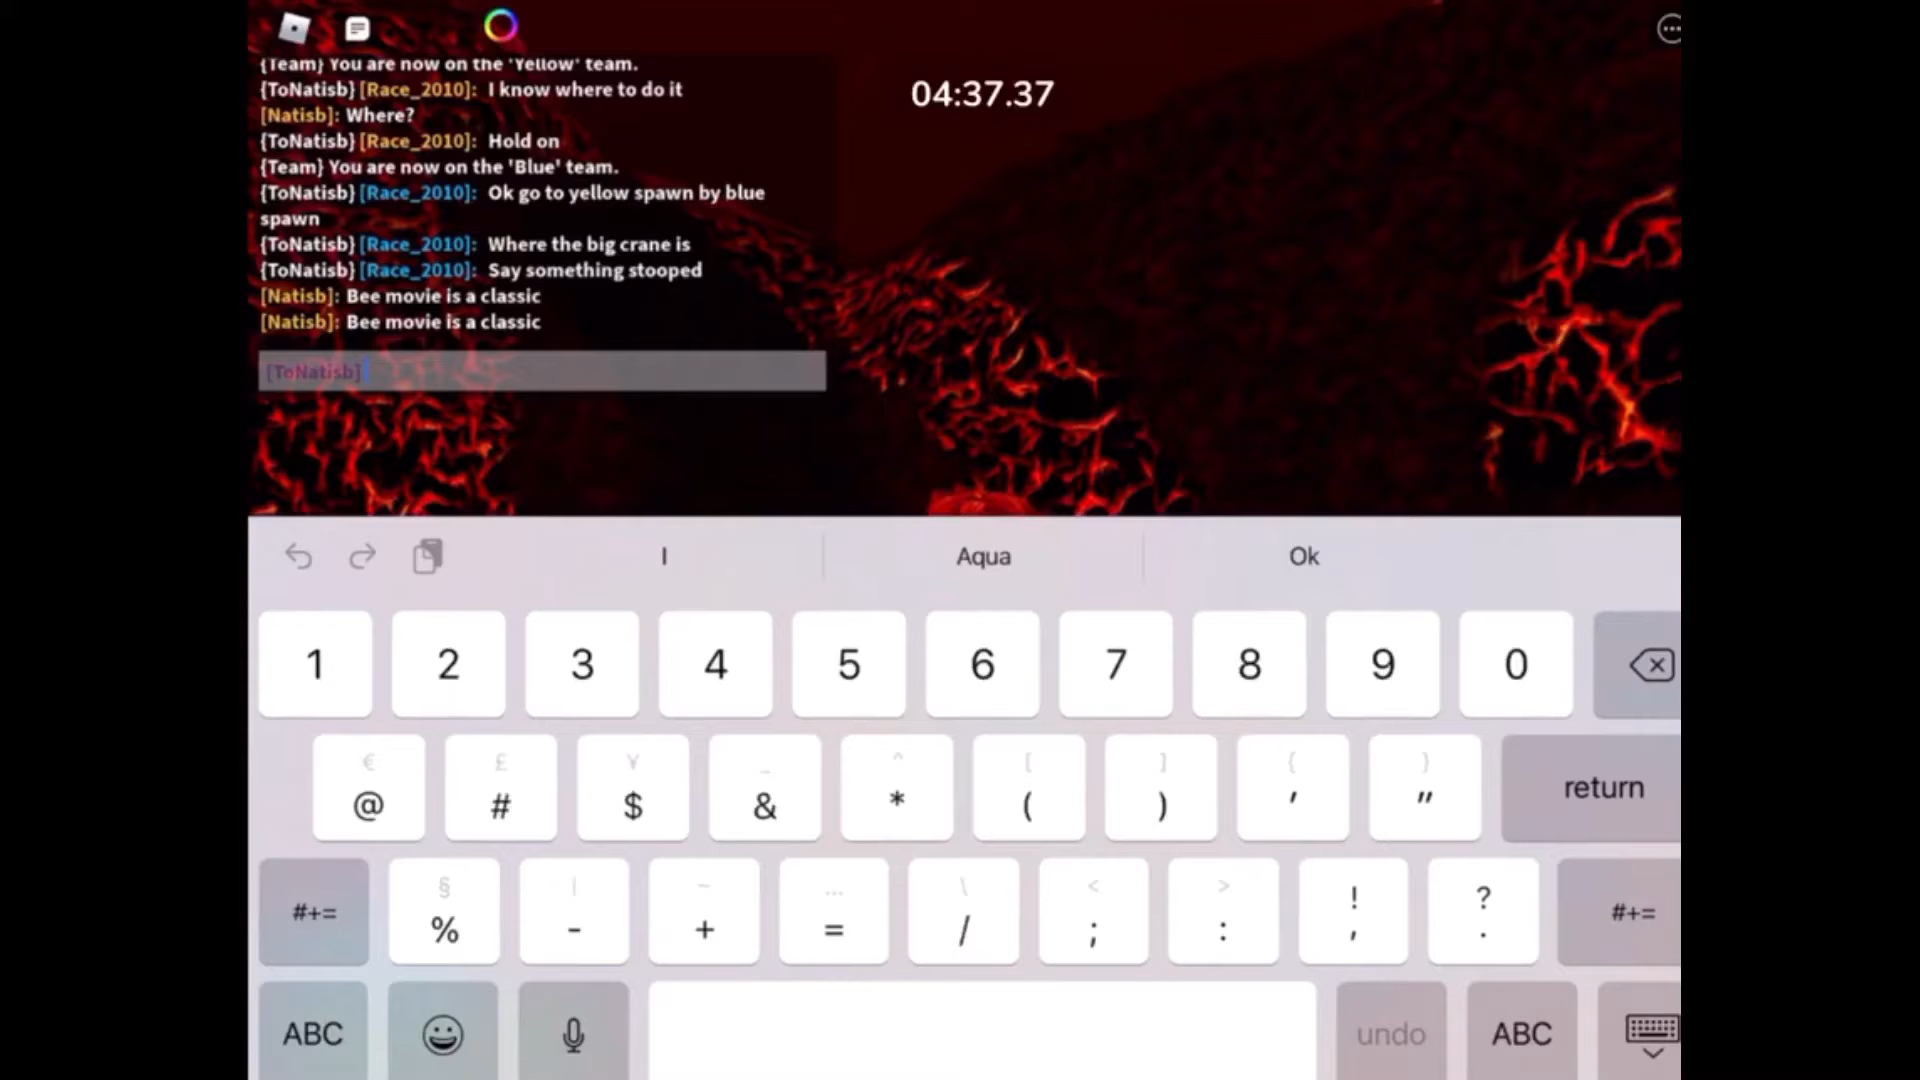 {Team} You are now on the 'Yellow' team.
04:37.37
{ToNatisb} [Race_2010]: I know where to do it
[Natisb]: Where?
{ToNatisb} [Race_2010]: Hold on
{Team} You are now on the 'Blue' team.
{ToNatisb} [Race_2010]: Ok go to yellow spawn by blue
spawn
{ToNatisb} [Race_2010]: Where the big crane is
{ToNatisb} [Race_2010]: Say something stooped
[Natisb]: Bee movie is a classic
[Natisb]: Bee movie is a classic
[ToNatisb]
I Aqua Ok
1 2 3 4 5 6 7 8 9 0
€ £ ¥ _ ^ [ ] { }
@ # $ & * ( ) ' " return
§ | ~ … \ < > ! ?
#+= % - + = / ; : , . #+=
ABC undo ABC